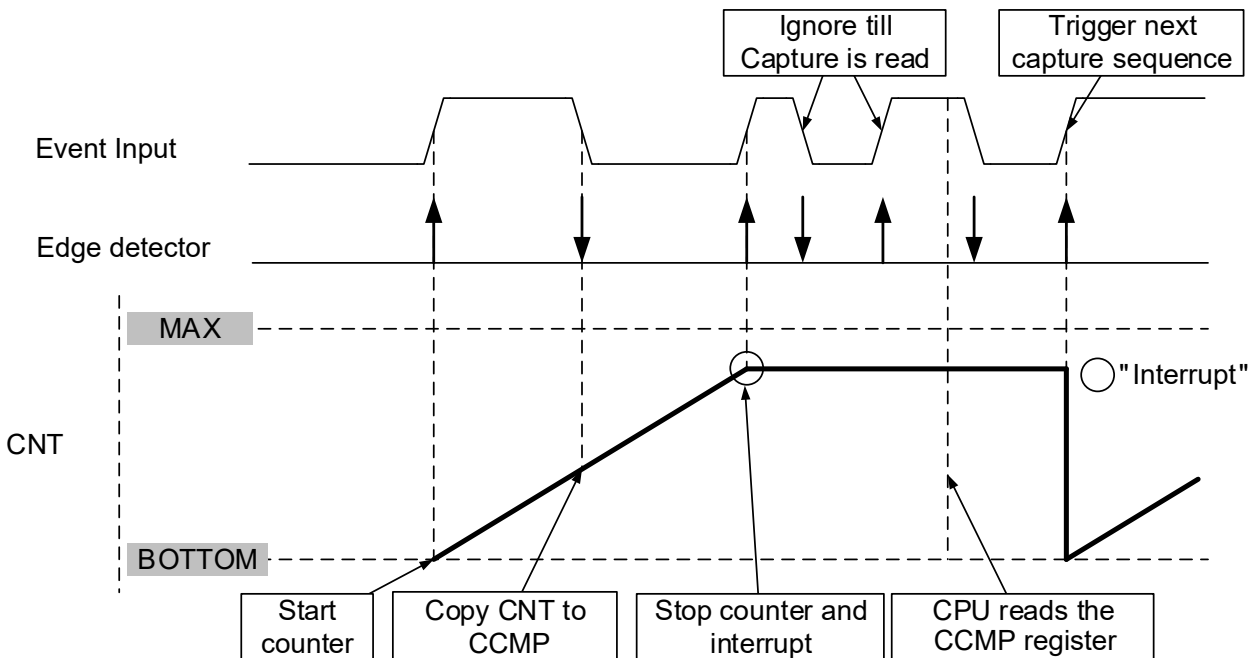 Ignore till
Capture is read
Trigger next
capture sequence
Event Input
Edge detector
MAX
"Interrupt"
CNT
BOTTOM
Start
counter
Copy CNT to
CCMP
Stop counter and
interrupt
CPU reads the
CCMP register